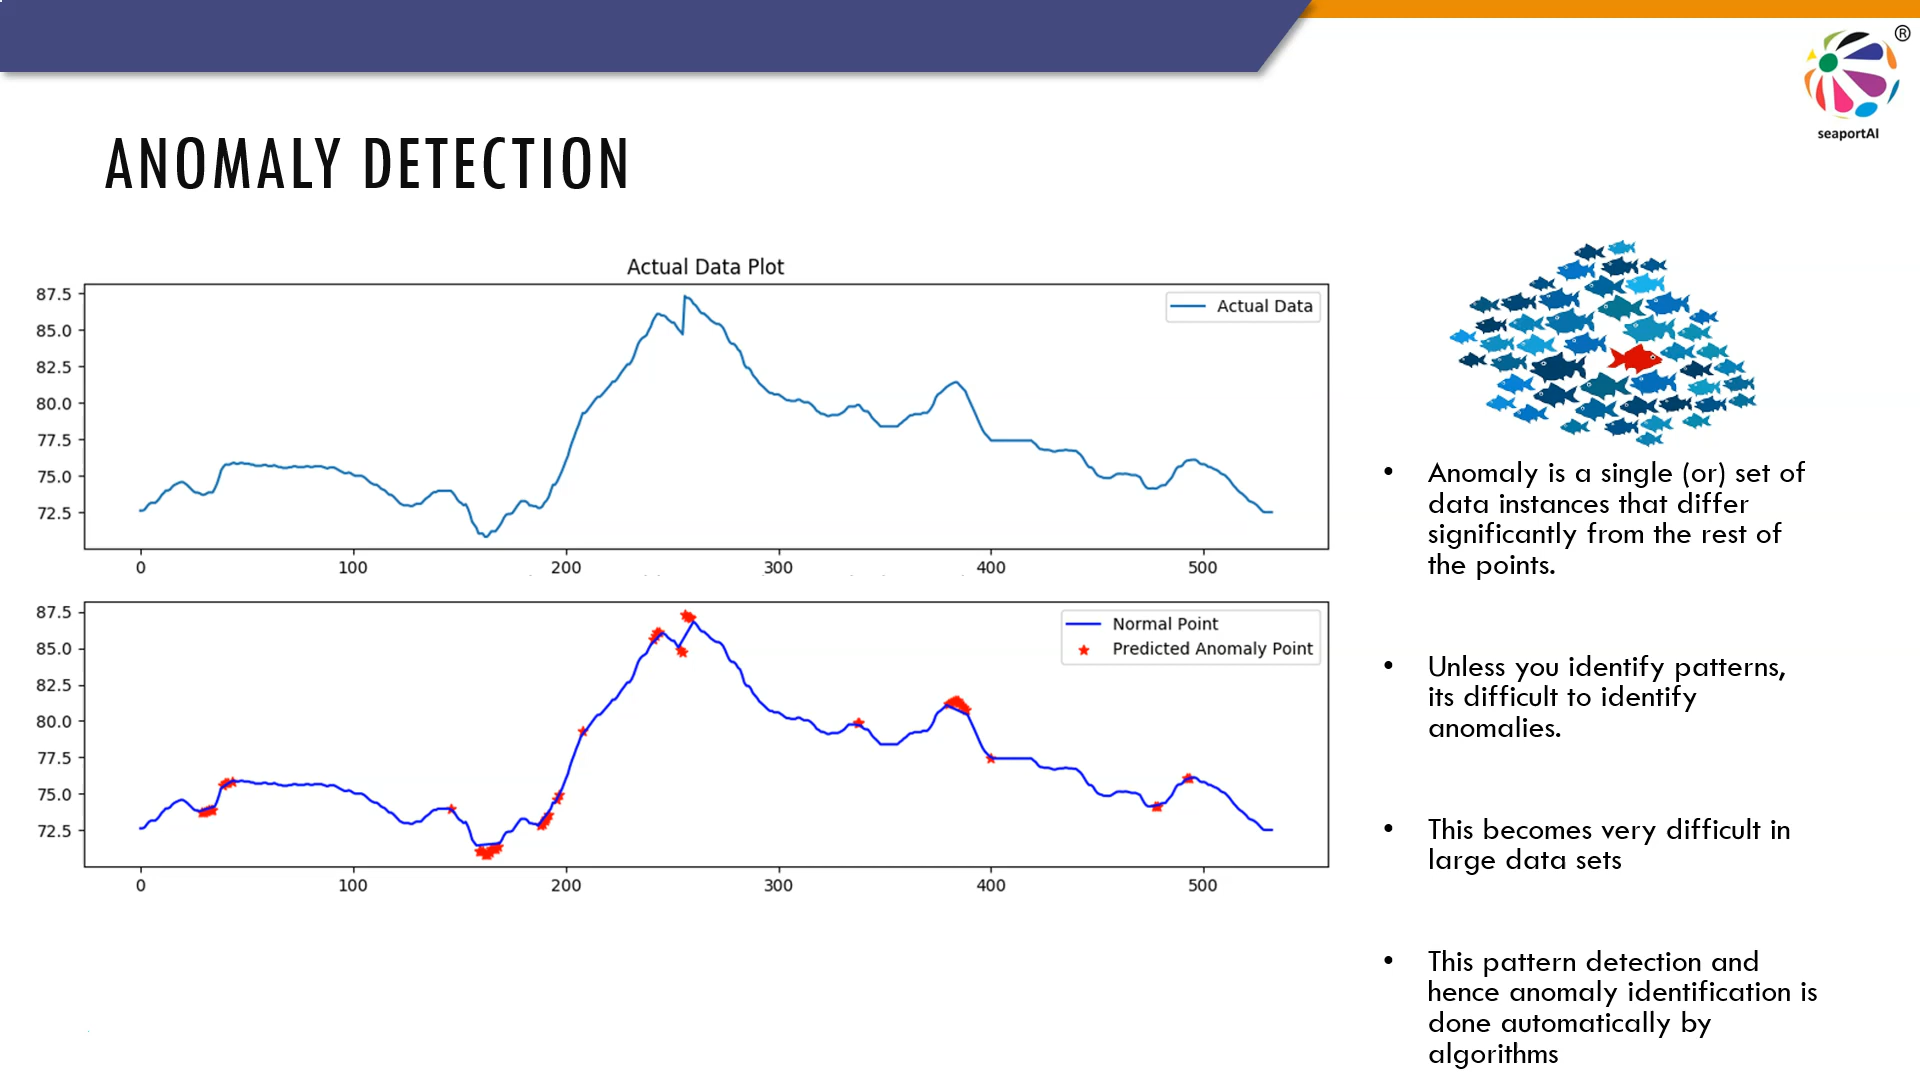 ®
seaportAI
ANOMALY DETECTION
Actual Data Plot
87.5
85.0
82.5
80.0
77.5
75.0
72.5
Actual Data
0 100 200 300 400 500
87.5
85.0
82.5
80.0
77.5
75.0
72.5
Normal Point
Predicted Anomaly Point
0 100 200 300 400 500
• Anomaly is a single (or) set of
data instances that differ
significantly from the rest of
the points.
• Unless you identify patterns,
its difficult to identify
anomalies.
• This becomes very difficult in
large data sets
• This pattern detection and
hence anomaly identification is
done automatically by
algorithms